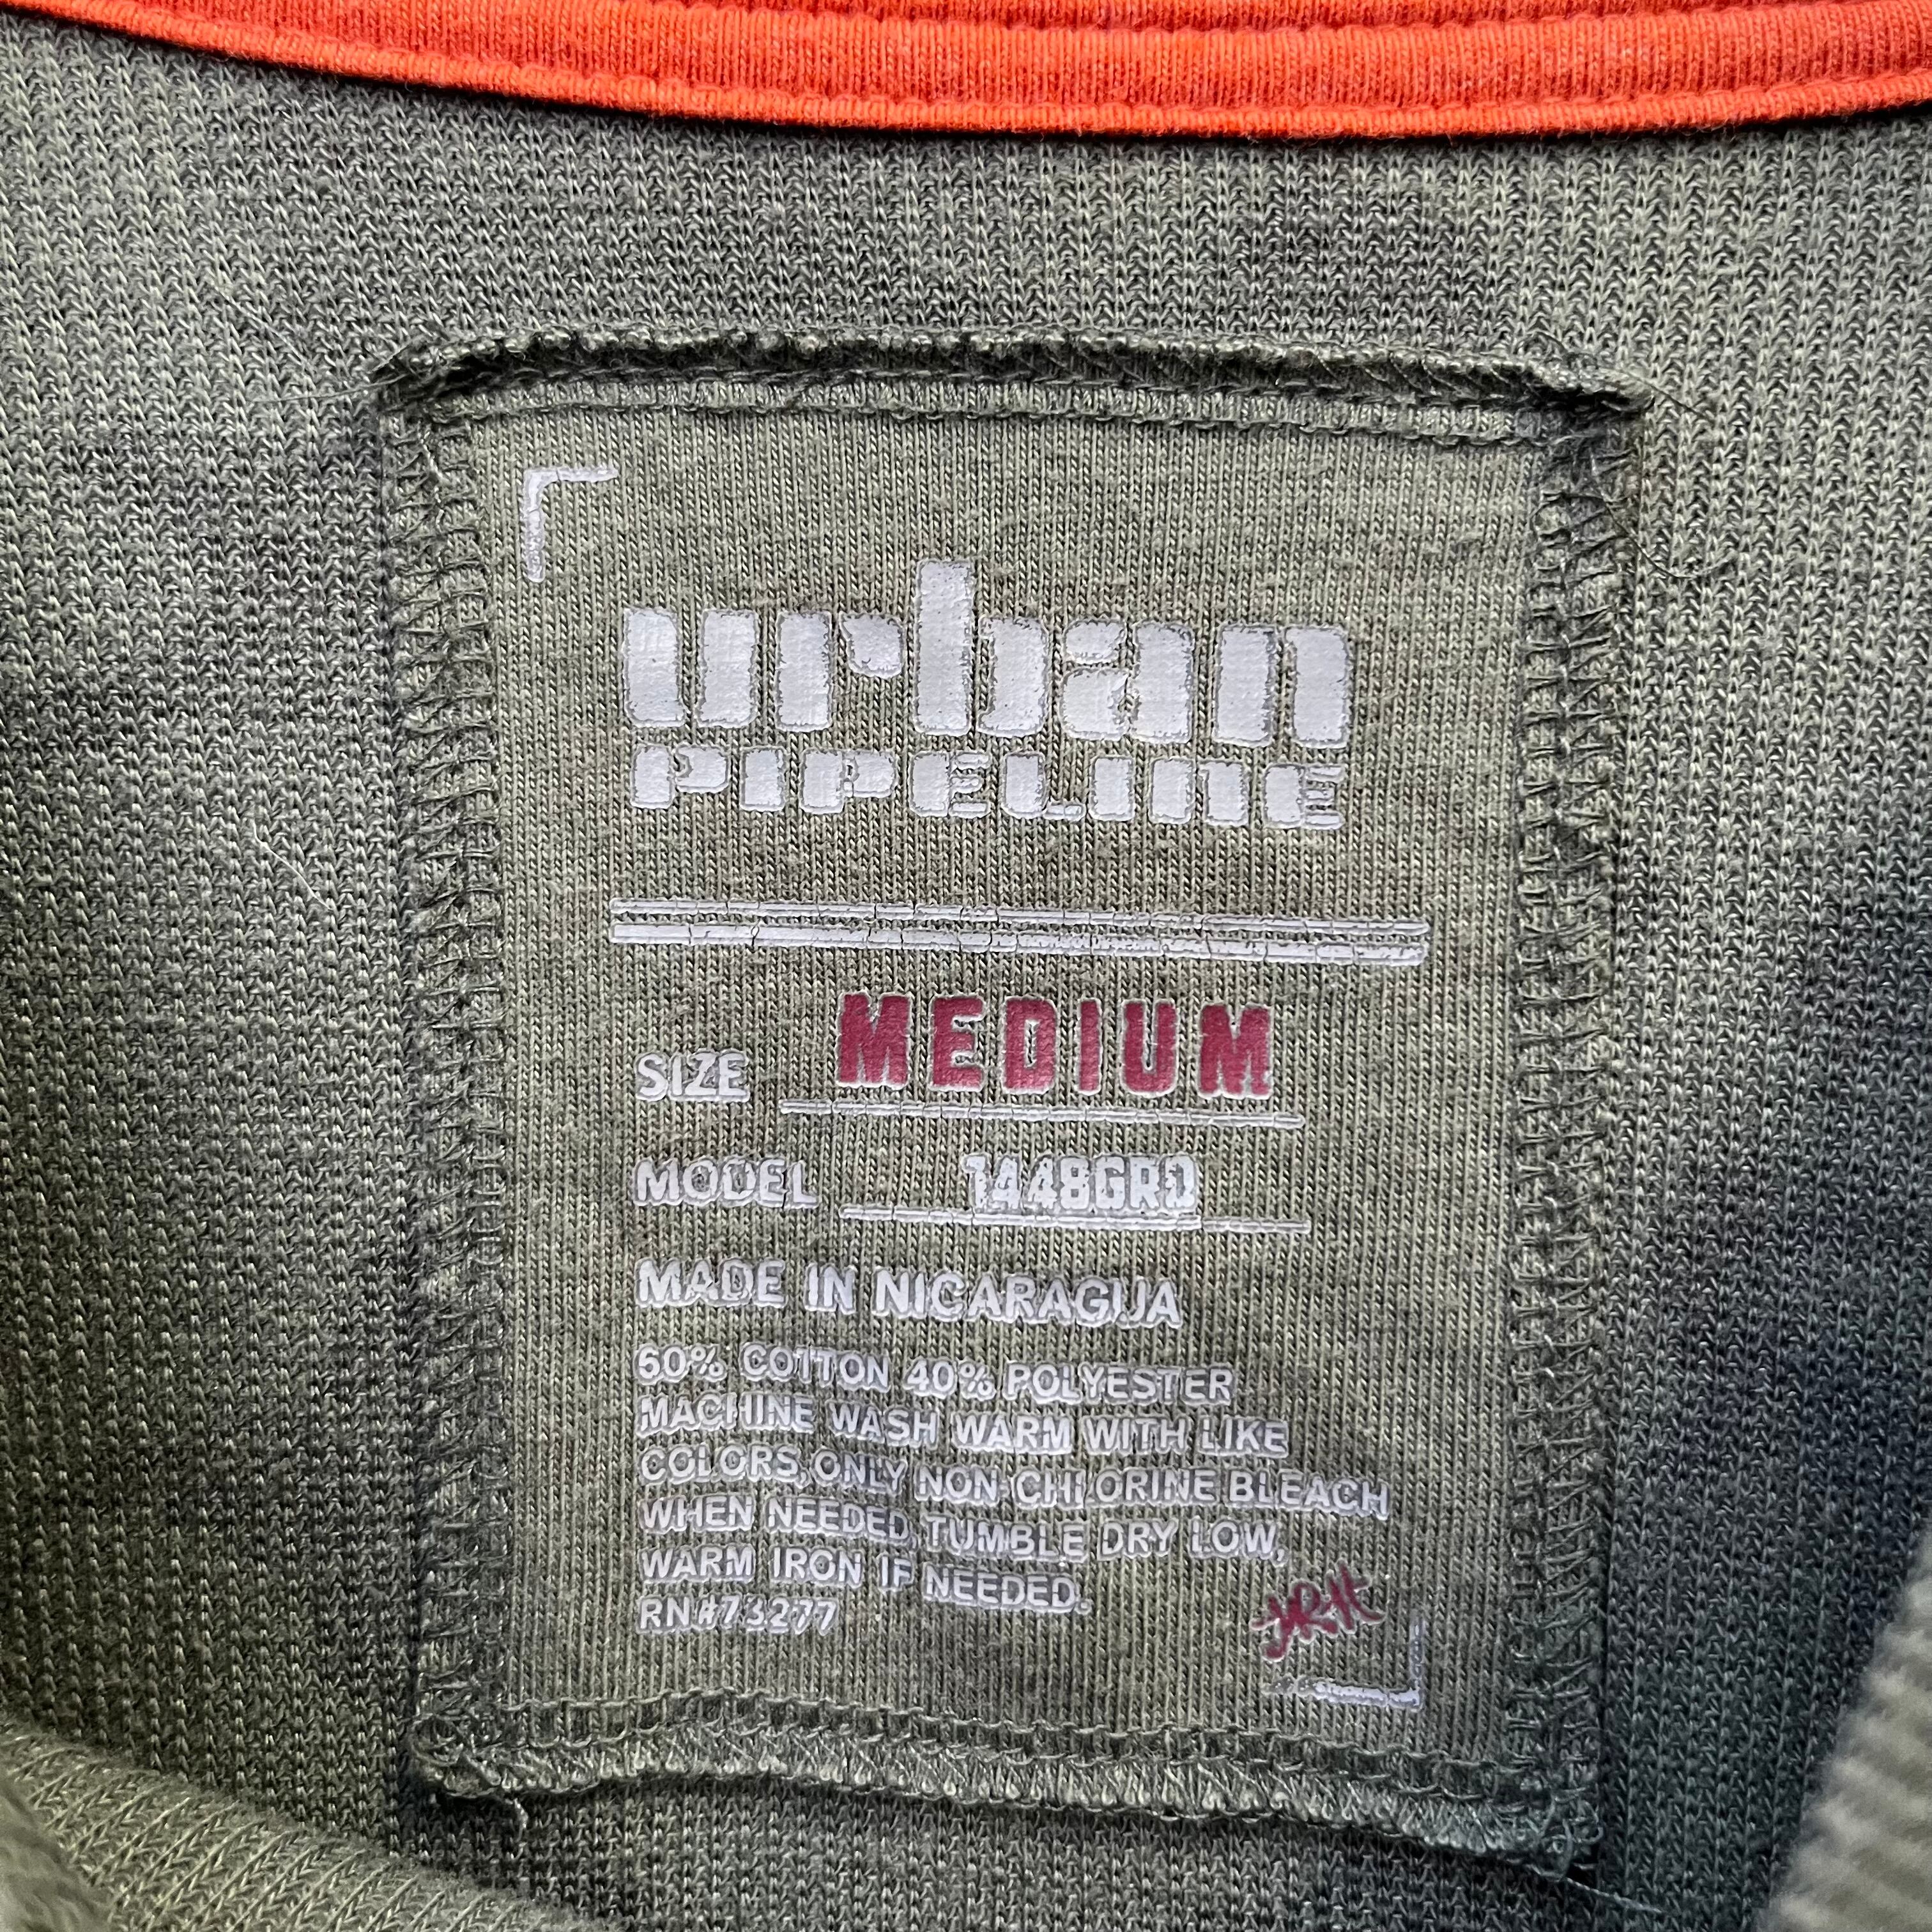 urban
PIPELINE
SIZE MEDIUM
MODEL 1448GRD
MADE IN NICARAGUA
60% COTTON 40% POLYESTER
MACHINE WASH WARM WITH LIKE
COLORS, ONLY NON-CHLORINE BLEACH
WHEN NEEDED, TUMBLE DRY LOW,
WARM IRON IF NEEDED.
RN#73277